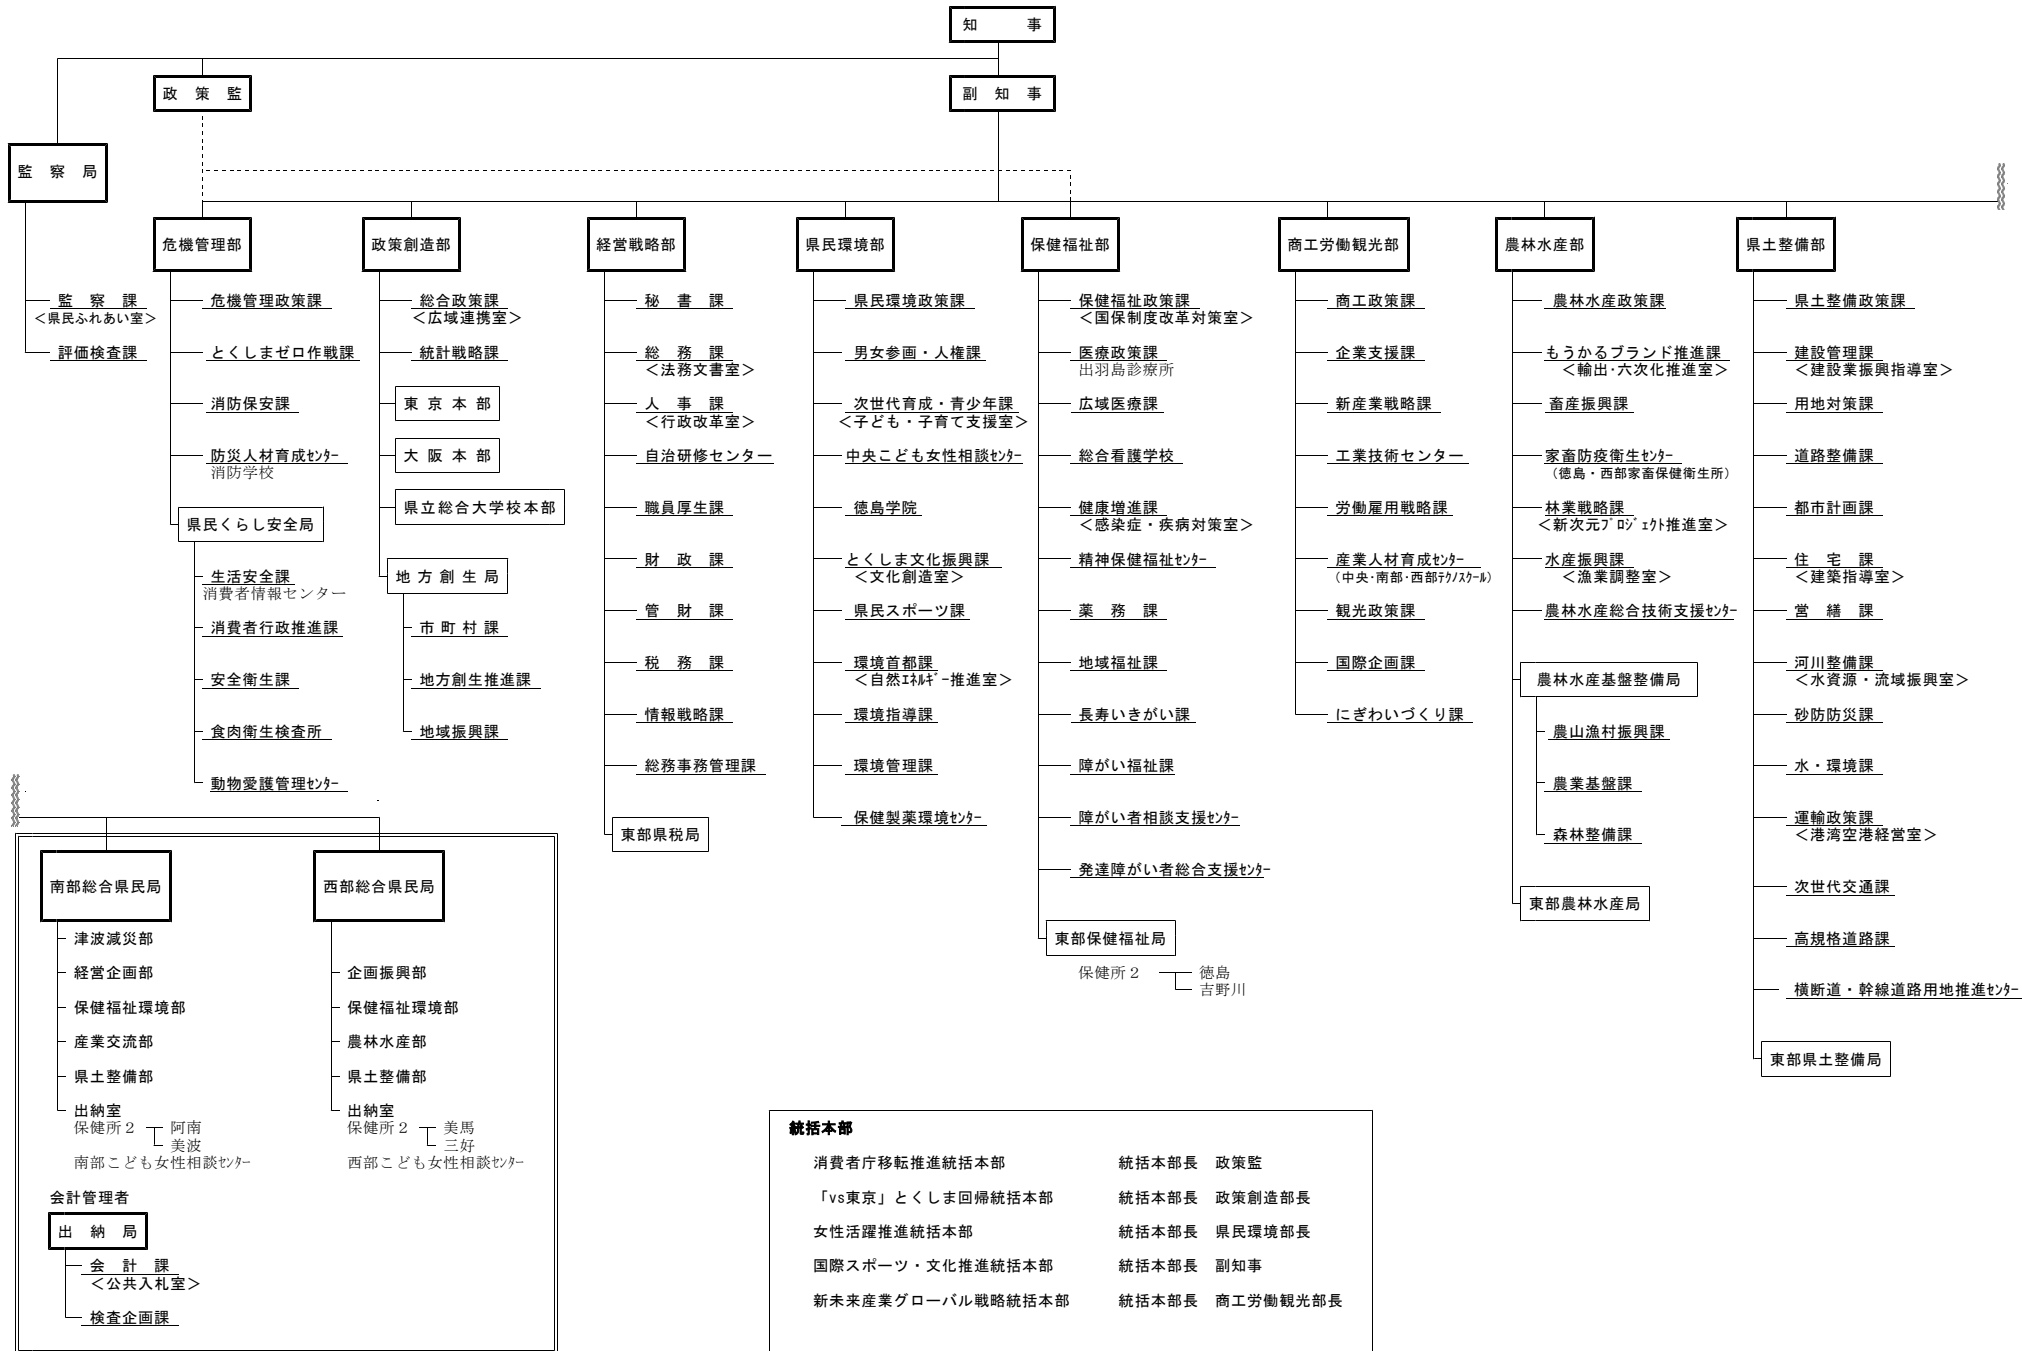 知事
政策監
副知事
監察局
監察課
＜県民ふれあい室＞
評価検査課
危機管理部
危機管理政策課
とくしまゼロ作戦課
消防保安課
防災人材育成ｾﾝﾀｰ
消防学校
県民くらし安全局
生活安全課
消費者情報センター
消費者行政推進課
安全衛生課
食肉衛生検査所
動物愛護管理ｾﾝﾀｰ
政策創造部
総合政策課
＜広域連携室＞
統計戦略課
東京本部
大阪本部
県立総合大学校本部
地方創生局
市町村課
地方創生推進課
地域振興課
経営戦略部
秘書課
総務課
＜法務文書室＞
人事課
＜行政改革室＞
自治研修センター
職員厚生課
財政課
管財課
税務課
情報戦略課
総務事務管理課
東部県税局
県民環境部
県民環境政策課
男女参画・人権課
次世代育成・青少年課
＜子ども・子育て支援室＞
中央こども女性相談ｾﾝﾀｰ
徳島学院
とくしま文化振興課
＜文化創造室＞
県民スポーツ課
環境首都課
＜自然ｴﾈﾙｷﾞｰ推進室＞
環境指導課
環境管理課
保健製薬環境ｾﾝﾀｰ
保健福祉部
保健福祉政策課
＜国保制度改革対策室＞
医療政策課
出羽島診療所
広域医療課
総合看護学校
健康増進課
＜感染症・疾病対策室＞
精神保健福祉ｾﾝﾀｰ
薬務課
地域福祉課
長寿いきがい課
障がい福祉課
障がい者相談支援ｾﾝﾀｰ
発達障がい者総合支援ｾﾝﾀｰ
東部保健福祉局
保健所２
徳島
吉野川
商工労働観光部
商工政策課
企業支援課
新産業戦略課
工業技術センター
労働雇用戦略課
産業人材育成ｾﾝﾀｰ
（中央･南部･西部ﾃｸﾉｽｸｰﾙ）
観光政策課
国際企画課
にぎわいづくり課
農林水産部
農林水産政策課
もうかるブランド推進課
＜輸出･六次化推進室＞
畜産振興課
家畜防疫衛生ｾﾝﾀｰ
（徳島・西部家畜保健衛生所）
林業戦略課
＜新次元ﾌﾟﾛｼﾞｪｸﾄ推進室＞
水産振興課
＜漁業調整室＞
農林水産総合技術支援ｾﾝﾀｰ
農林水産基盤整備局
農山漁村振興課
農業基盤課
森林整備課
東部農林水産局
県土整備部
県土整備政策課
建設管理課
＜建設業振興指導室＞
用地対策課
道路整備課
都市計画課
住宅課
＜建築指導室＞
営繕課
河川整備課
＜水資源・流域振興室＞
砂防防災課
水・環境課
運輸政策課
＜港湾空港経営室＞
次世代交通課
高規格道路課
横断道・幹線道路用地推進ｾﾝﾀｰ
東部県土整備局
南部総合県民局
津波減災部
経営企画部
保健福祉環境部
産業交流部
県土整備部
出納室
保健所２
阿南
美波
南部こども女性相談ｾﾝﾀｰ
西部総合県民局
企画振興部
保健福祉環境部
農林水産部
県土整備部
出納室
保健所２
美馬
三好
西部こども女性相談ｾﾝﾀｰ
会計管理者
出納局
会計課
＜公共入札室＞
検査企画課
統括本部
消費者庁移転推進統括本部 統括本部長 政策監
「vs東京」とくしま回帰統括本部 統括本部長 政策創造部長
女性活躍推進統括本部 統括本部長 県民環境部長
国際スポーツ・文化推進統括本部 統括本部長 副知事
新未来産業グローバル戦略統括本部 統括本部長 商工労働観光部長